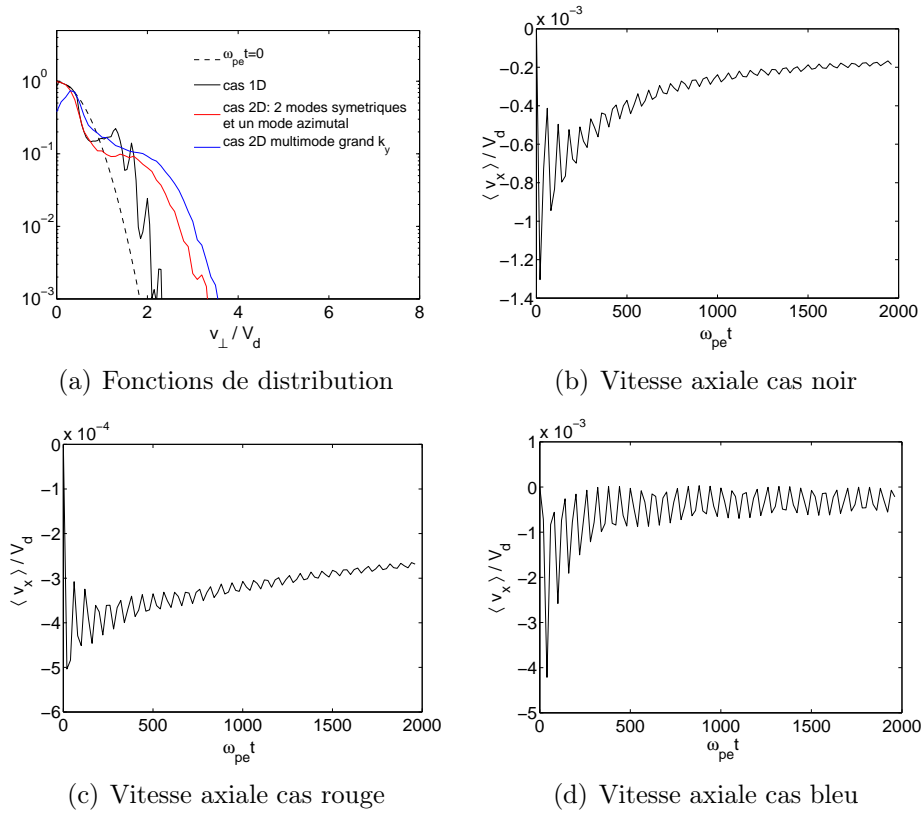 10^0
10^-1
10^-2
10^-3
0 2 4 6 8
v⊥ / V_d
ω_pe t=0
cas 1D
cas 2D: 2 modes symetriques
et un mode azimutal
cas 2D multimode grand k_y
(a) Fonctions de distribution
x 10^-3
0
−0.2
−0.4
−0.6
−0.8
−1
−1.2
−1.4
⟨ v_x ⟩ / V_d
0 500 1000 1500 2000
ω_pe t
(b) Vitesse axiale cas noir
x 10^-4
0
−1
−2
−3
−4
−5
−6
⟨ v_x ⟩ / V_d
0 500 1000 1500 2000
ω_pe t
(c) Vitesse axiale cas rouge
x 10^-3
1
0
−1
−2
−3
−4
−5
⟨ v_x ⟩ / V_d
0 500 1000 1500 2000
ω_pe t
(d) Vitesse axiale cas bleu